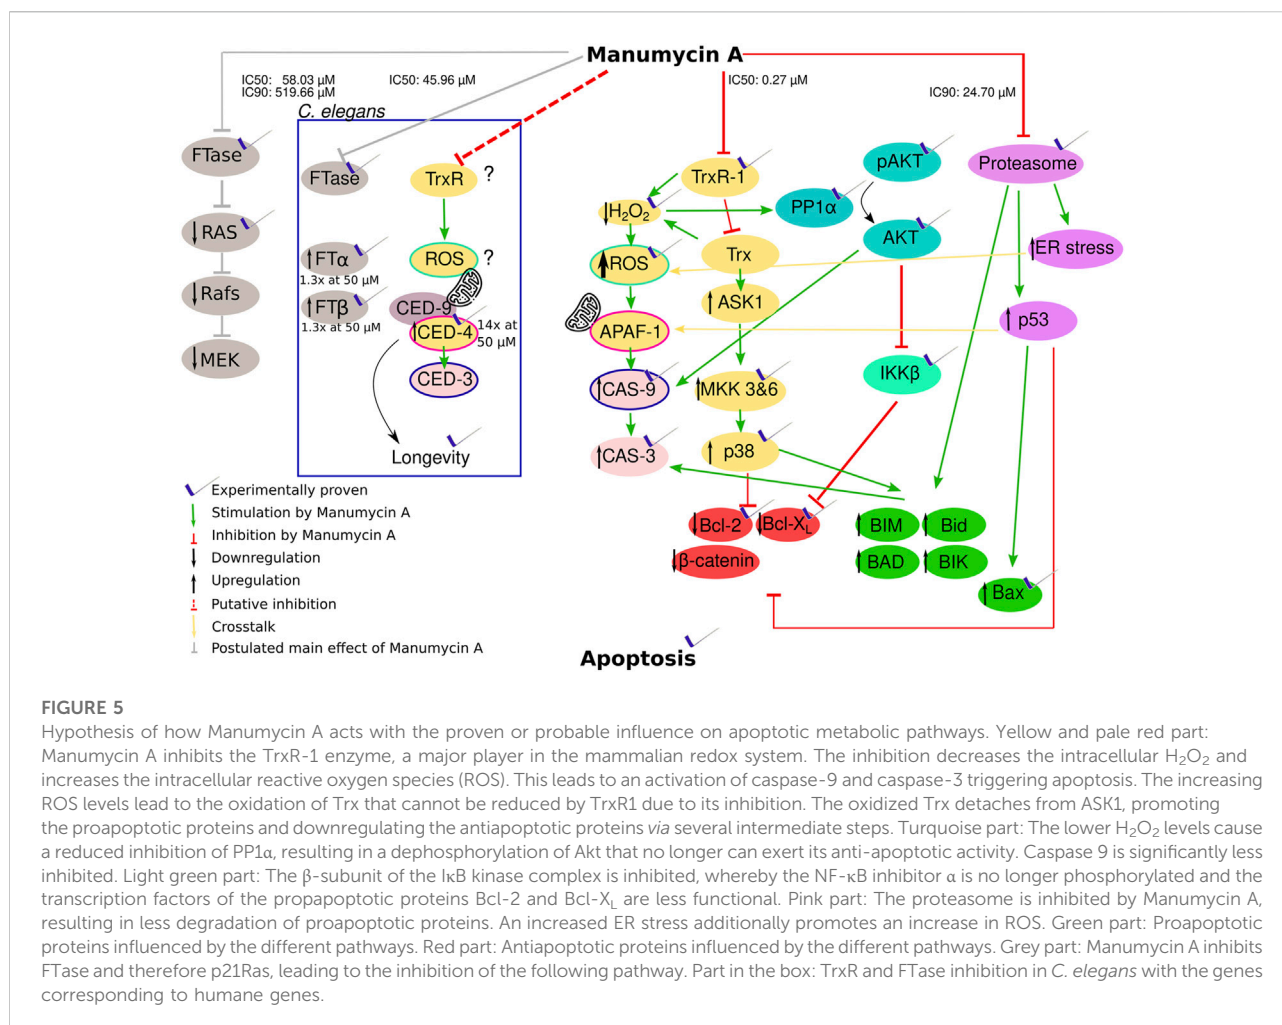 Manumycin A
IC50: 58.03 µM
IC90: 519.66 µM
IC50: 45.96 µM
IC50: 0.27 µM
IC90: 24.70 µM
C. elegans
FTase
FTase
TrxR
?
TrxR-1
pAKT
Proteasome
RAS
H₂O₂
PP1α
AKT
ER stress
FTα
1.3x at 50 µM
ROS
?
ROS
Trx
Rafs
FTβ
1.3x at 50 µM
CED-9
CED-4
14x at
50 µM
ASK1
APAF-1
p53
MEK
CED-3
CAS-9
MKK 3&6
IKKβ
Longevity
CAS-3
p38
Experimentally proven
Stimulation by Manumycin A
Inhibition by Manumycin A
Downregulation
Upregulation
Putative inhibition
Crosstalk
Postulated main effect of Manumycin A
Bcl-2
Bcl-XL
BIM
Bid
β-catenin
BAD
BIK
Bax
Apoptosis
FIGURE 5
Hypothesis of how Manumycin A acts with the proven or probable influence on apoptotic metabolic pathways. Yellow and pale red part:
Manumycin A inhibits the TrxR-1 enzyme, a major player in the mammalian redox system. The inhibition decreases the intracellular H₂O₂ and
increases the intracellular reactive oxygen species (ROS). This leads to an activation of caspase-9 and caspase-3 triggering apoptosis. The increasing
ROS levels lead to the oxidation of Trx that cannot be reduced by TrxR1 due to its inhibition. The oxidized Trx detaches from ASK1, promoting
the proapoptotic proteins and downregulating the antiapoptotic proteins via several intermediate steps. Turquoise part: The lower H₂O₂ levels cause
a reduced inhibition of PP1α, resulting in a dephosphorylation of Akt that no longer can exert its anti-apoptotic activity. Caspase 9 is significantly less
inhibited. Light green part: The β-subunit of the IκB kinase complex is inhibited, whereby the NF-κB inhibitor α is no longer phosphorylated and the
transcription factors of the propapoptotic proteins Bcl-2 and Bcl-XL are less functional. Pink part: The proteasome is inhibited by Manumycin A,
resulting in less degradation of proapoptotic proteins. An increased ER stress additionally promotes an increase in ROS. Green part: Proapoptotic
proteins influenced by the different pathways. Red part: Antiapoptotic proteins influenced by the different pathways. Grey part: Manumycin A inhibits
FTase and therefore p21Ras, leading to the inhibition of the following pathway. Part in the box: TrxR and FTase inhibition in C. elegans with the genes
corresponding to humane genes.